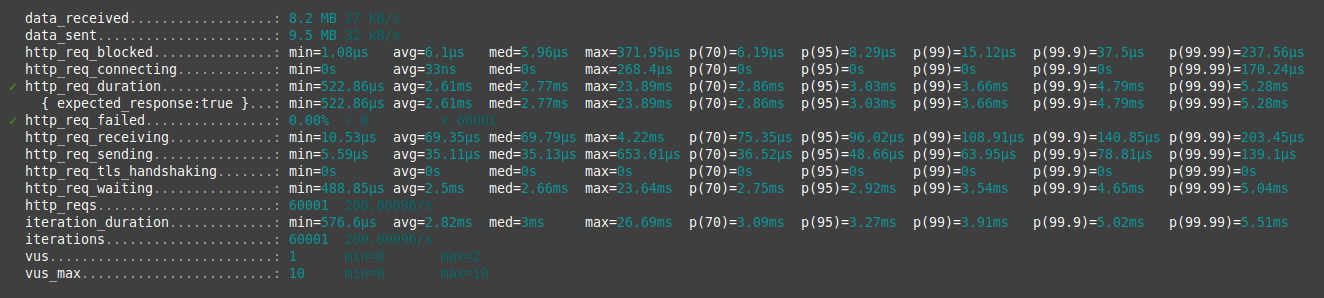 data_received..................: 8.2 MB 27 kB/s
data_sent......................: 9.5 MB 32 kB/s
http_req_blocked...............: min=1.08µs avg=6.1µs med=5.96µs max=371.95µs p(70)=6.19µs p(95)=8.29µs p(99)=15.12µs p(99.9)=37.5µs p(99.99)=237.56µs
http_req_connecting............: min=0s avg=33ns med=0s max=268.4µs p(70)=0s p(95)=0s p(99)=0s p(99.9)=0s p(99.99)=170.24µs
✓ http_req_duration..............: min=522.86µs avg=2.61ms med=2.77ms max=23.89ms p(70)=2.86ms p(95)=3.03ms p(99)=3.66ms p(99.9)=4.79ms p(99.99)=5.28ms
{ expected_response:true }...: min=522.86µs avg=2.61ms med=2.77ms max=23.89ms p(70)=2.86ms p(95)=3.03ms p(99)=3.66ms p(99.9)=4.79ms p(99.99)=5.28ms
✓ http_req_failed................: 0.00% ✓ 0 ✗ 60001
http_req_receiving.............: min=10.53µs avg=69.35µs med=69.79µs max=4.22ms p(70)=75.35µs p(95)=96.02µs p(99)=108.91µs p(99.9)=140.85µs p(99.99)=203.45µs
http_req_sending...............: min=5.59µs avg=35.11µs med=35.13µs max=653.01µs p(70)=36.52µs p(95)=48.66µs p(99)=63.95µs p(99.9)=78.81µs p(99.99)=139.1µs
http_req_tls_handshaking.......: min=0s avg=0s med=0s max=0s p(70)=0s p(95)=0s p(99)=0s p(99.9)=0s p(99.99)=0s
http_req_waiting...............: min=488.85µs avg=2.5ms med=2.66ms max=23.64ms p(70)=2.75ms p(95)=2.92ms p(99)=3.54ms p(99.9)=4.65ms p(99.99)=5.04ms
http_reqs......................: 60001 200.00096/s
iteration_duration.............: min=576.6µs avg=2.82ms med=3ms max=26.69ms p(70)=3.09ms p(95)=3.27ms p(99)=3.91ms p(99.9)=5.02ms p(99.99)=5.51ms
iterations.....................: 60001 200.00096/s
vus............................: 1 min=0 max=2
vus_max........................: 10 min=0 max=10